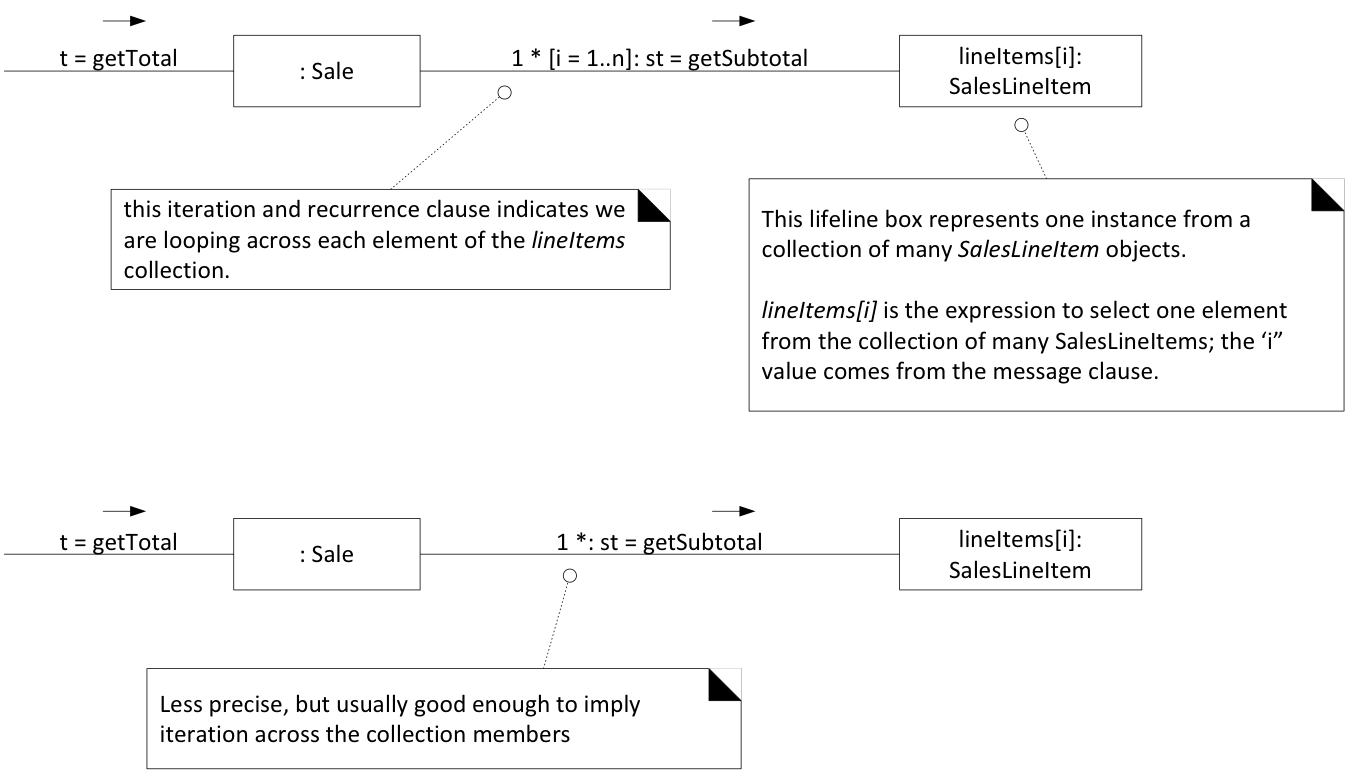 t = getTotal
: Sale
1 * [i = 1..n]: st = getSubtotal
lineItems[i]:
SalesLineItem
this iteration and recurrence clause indicates we
are looping across each element of the lineItems
collection.
This lifeline box represents one instance from a
collection of many SalesLineItem objects.
lineItems[i] is the expression to select one element
from the collection of many SalesLineItems; the ‘i”
value comes from the message clause.
t = getTotal
: Sale
1 *: st = getSubtotal
lineItems[i]:
SalesLineItem
Less precise, but usually good enough to imply
iteration across the collection members